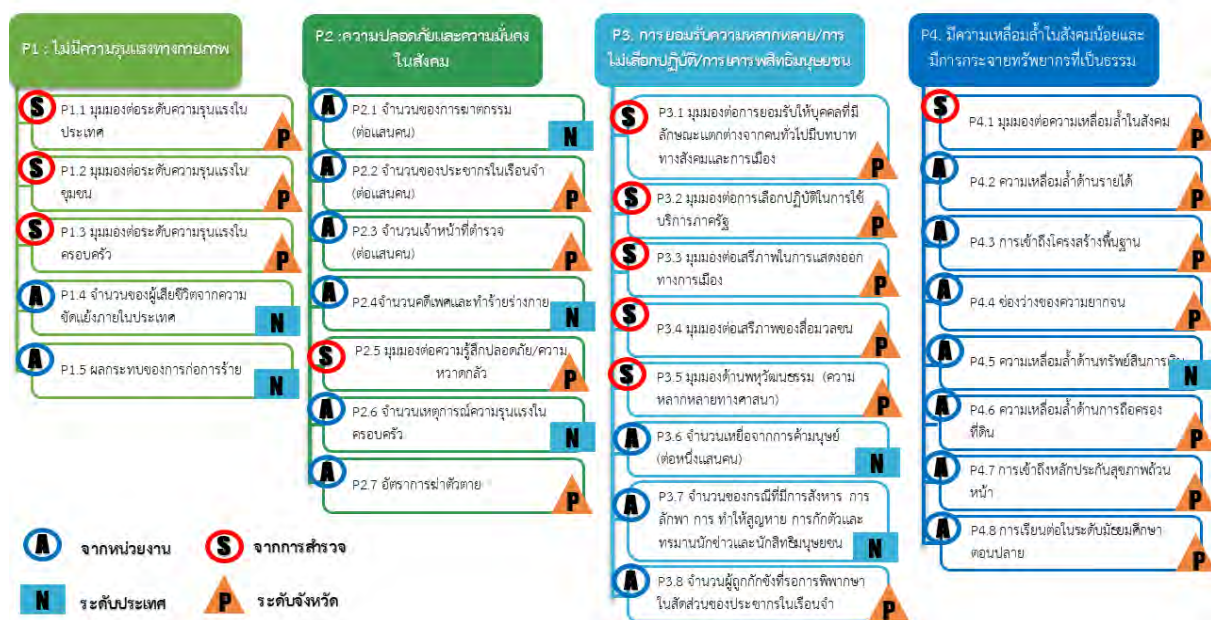 P1 : ไม่มีความรุนแรงทางกายภาพ
S
P1.1 มุมมองต่อระดับความรุนแรงใน
ประเทศ
P
S
P1.2 มุมมองต่อระดับความรุนแรงใน
ชุมชน
P
S
P1.3 มุมมองต่อระดับความรุนแรงใน
ครอบครัว
P
A
P1.4 จำนวนของผู้เสียชีวิตจากความ
ขัดแย้งภายในประเทศ
N
A
P1.5 ผลกระทบของการก่อการร้าย
N
P2 :ความปลอดภัยและความมั่นคง
ในสังคม
A
P2.1 จำนวนของการฆาตกรรม
(ต่อแสนคน)
N
A
P2.2 จำนวนของประชากรในเรือนจำ
(ต่อแสนคน)
P
A
P2.3 จำนวนเจ้าหน้าที่ตำรวจ
(ต่อแสนคน)
P
A
P2.4จำนวนคดีเพศและทำร้ายร่างกาย
N
S
P2.5 มุมมองต่อความรู้สึกปลอดภัย/ความ
หวาดกลัว
P
A
P2.6 จำนวนเหตุการณ์ความรุนแรงใน
ครอบครัว
N
A
P2.7 อัตราการฆ่าตัวตาย
P
P3. การยอมรับความหลากหลาย/การ
ไม่เลือกปฏิบัติ/การเคารพสิทธิมนุษยชน
S
P3.1 มุมมองต่อการยอมรับให้บุคคลที่มี
ลักษณะแตกต่างจากคนทั่วไปมีบทบาท
ทางสังคมและการเมือง
P
S
P3.2 มุมมองต่อการเลือกปฏิบัติในการใช้
บริการภาครัฐ
P
S
P3.3 มุมมองต่อเสรีภาพในการแสดงออก
ทางการเมือง
P
S
P3.4 มุมมองต่อเสรีภาพของสื่อมวลชน
P
S
P3.5 มุมมองด้านพหุวัฒนธรรม (ความ
หลากหลายทางศาสนา)
P
A
P3.6 จำนวนเหยื่อจากการค้ามนุษย์
(ต่อหนึ่งแสนคน)
N
A
P3.7 จำนวนของกรณีที่มีการสังหาร การ
ลักพา การ ทำให้สูญหาย การกักตัวและ
ทรมานนักข่าวและนักสิทธิมนุษยชน
N
A
P3.8 จำนวนผู้ถูกกักขังที่รอการพิพากษา
ในสัดส่วนของประชากรในเรือนจำ
P
P4. มีความเหลื่อมล้ำในสังคมน้อยและ
มีการกระจายทรัพยากรที่เป็นธรรม
S
P4.1 มุมมองต่อความเหลื่อมล้ำในสังคม
P
A
P4.2 ความเหลื่อมล้ำด้านรายได้
P
A
P4.3 การเข้าถึงโครงสร้างพื้นฐาน
P
A
P4.4 ช่องว่างของความยากจน
P
A
P4.5 ความเหลื่อมล้ำด้านทรัพย์สินการเงิน
N
A
P4.6 ความเหลื่อมล้ำด้านการถือครอง
ที่ดิน
P
A
P4.7 การเข้าถึงหลักประกันสุขภาพถ้วน
หน้า
P
A
P4.8 การเรียนต่อในระดับมัธยมศึกษา
ตอนปลาย
P
A จากหน่วยงาน
S จากการสำรวจ
N ระดับประเทศ
P ระดับจังหวัด